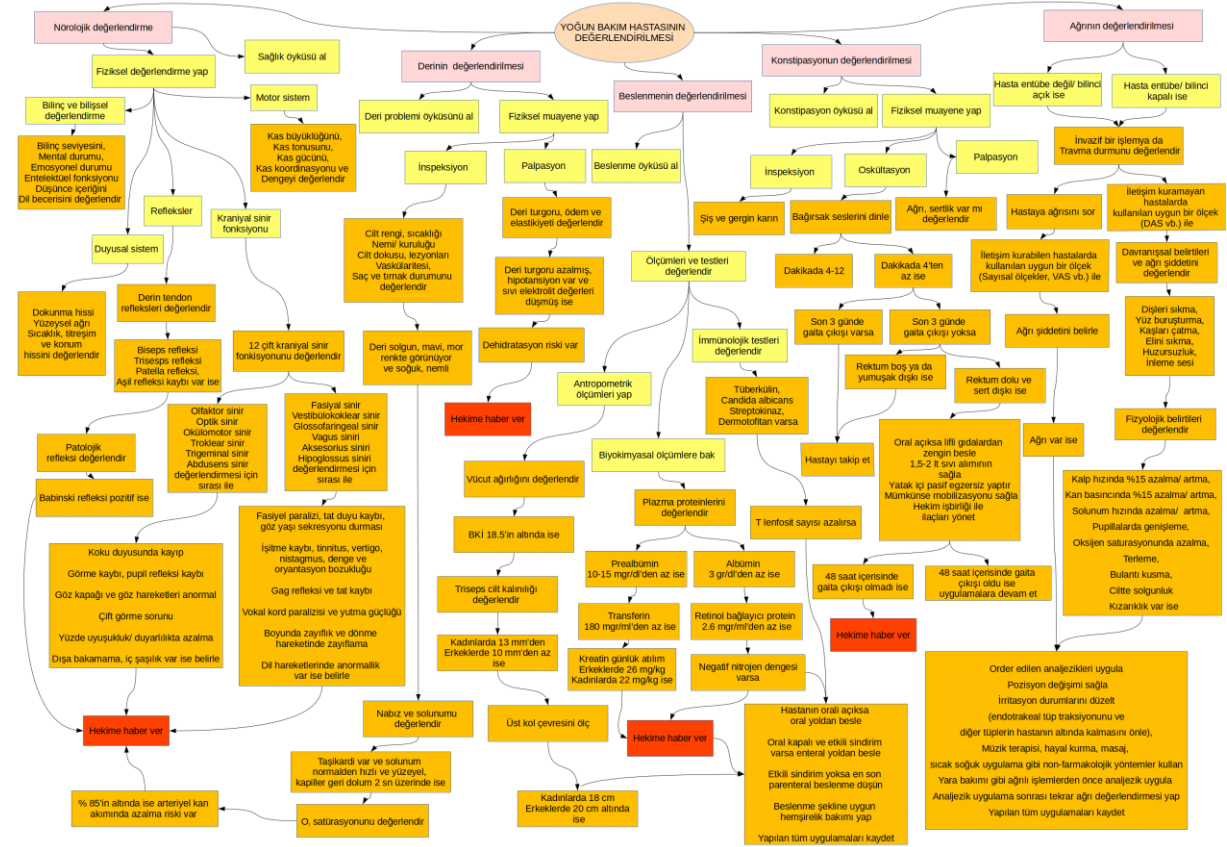 YOĞUN BAKIM HASTASININ
DEĞERLENDİRİLMESİ
Nörolojik değerlendirme
Sağlık öyküsü al
Fiziksel değerlendirme yap
Bilinç ve bilişsel
değerlendirme
Motor sistem
Bilinç seviyesini,
Mental durumu,
Emosyonel durumu
Entelektüel fonksiyonu
Düşünce içeriğini
Dil becerisini değerlendir
Kas büyüklüğünü,
Kas tonusunu,
Kas gücünü,
Kas koordinasyonu ve
Dengeyi değerlendir
Refleksler
Kraniyal sinir
fonksiyonu
Duyusal sistem
Dokunma hissi
Yüzeysel ağrı
Sıcaklık, titreşim
ve konum
hissini değerlendir
Derin tendon
refleksleri değerlendir
Biseps refleksi
Trisesps refleksi
Patella refleksi,
Aşil refleksi kaybı var ise
12 çift kraniyal sinir
fonkisyonunu değerlendir
Patolojik
refleksi değerlendir
Babinski refleksi pozitif ise
Olfaktor sinir
Optik sinir
Okülomotor sinir
Troklear sinir
Trigeminal sinir
Abdusens sinir
değerlendirmesi için
sırası ile
Fasiyal sinir
Vestibülokoklear sinir
Glossofaringeal sinir
Vagus siniri
Aksesorius siniri
Hipoglossus siniri
değerlendirmesi için
sırası ile
Koku duyusunda kayıp
Görme kaybı, pupil refleksi kaybı
Göz kapağı ve göz hareketleri anormal
Çift görme sorunu
Yüzde uyuşukluk/ duyarlılıkta azalma
Dışa bakamama, iç şaşılık var ise belirle
Fasiyel paralizi, tat duyu kaybı,
göz yaşı sekresyonu durması
İşitme kaybı, tinnitus, vertigo,
nistagmus, denge ve
oryantasyon bozukluğu
Gag refleksi ve tat kaybı
Vokal kord paralizisi ve yutma güçlüğü
Boyunda zayıflık ve dönme
hareketinde zayıflama
Dil hareketlerinde anormallik
var ise belirle
Hekime haber ver
Derinin  değerlendirilmesi
Deri problemi öyküsünü al
Fiziksel muayene yap
İnspeksiyon
Palpasyon
Cilt rengi, sıcaklığı
Nemi/ kuruluğu
Cilt dokusu, lezyonları
Vaskülaritesi,
Saç ve tırnak durumunu
değerlendir
Deri turgoru, ödem ve
elastikiyeti değerlendir
Deri turgoru azalmış,
hipotansiyon var ve
sıvı elektrolit değerleri
düşmüş ise
Dehidratasyon riski var
Hekime haber ver
Deri solgun, mavi, mor
renkte görünüyor
ve soğuk, nemli
Nabız ve solunumu
değerlendir
Taşikardi var ve solunum
normalden hızlı ve yüzeyel,
kapiller geri dolum 2 sn üzerinde ise
O, satürasyonunu değerlendir
% 85'in altında ise arteriyel kan
akımında azalma riski var
Beslenmenin değerlendirilmesi
Beslenme öyküsü al
Ölçümleri ve testleri
değerlendir
Antropometrik
ölçümleri yap
İmmünolojik testleri
değerlendir
Tüberkülin,
Candida albicans
Streptokinaz,
Dermotofitan varsa
Biyokimyasal ölçümlere bak
Vücut ağırlığını değerlendir
BKİ 18.5'in altında ise
Triseps cilt kalınılığı
değerlendir
Kadınlarda 13 mm'den
Erkeklerde 10 mm'den az
ise
Üst kol çevresini ölç
Kadınlarda 18 cm
Erkeklerde 20 cm altında
ise
Plazma proteinlerini
değerlendir
Prealbümin
10-15 mgr/dl'den az ise
Albümin
3 gr/dl'den az ise
Transferin
180 mgr/ml'den az ise
Retinol bağlayıcı protein
2.6 mgr/ml'den az ise
Kreatin günlük atılım
Erkeklerde 26 mg/kg
Kadınlarda 22 mg/kg ise
Negatif nitrojen dengesi
varsa
Hekime haber ver
T lenfosit sayısı azalırsa
Hastanın orali açıksa
oral yoldan besle
Oral kapalı ve etkili sindirim
varsa enteral yoldan besle
Etkili sindirim yoksa en son
parenteral beslenme düşün
Beslenme şekline uygun
hemşirelik bakımı yap
Yapılan tüm uygulamaları kaydet
Konstipasyonun değerlendirilmesi
Konstipasyon öyküsü al
Fiziksel muayene yap
İnspeksiyon
Oskültasyon
Palpasyon
Şiş ve gergin karın
Bağırsak seslerini dinle
Ağrı, sertlik var mı
değerlendir
Dakikada 4-12
Dakikada 4'ten
az ise
Son 3 günde
gaita çıkışı varsa
Son 3 günde
gaita çıkışı yoksa
Rektum boş ya da
yumuşak dışkı ise
Rektum dolu ve
sert dışkı ise
Hastayı takip et
Oral açıksa lifli gıdalardan
zengin besle
1,5-2 lt sıvı alımının
sağla
Yatak içi pasif egzersiz yaptır
Mümkünse mobilizasyonu sağla
Hekim işbirliği ile
ilaçları yönet
48 saat içerisinde
gaita çıkışı olmadı ise
48 saat içerisinde gaita
çıkışı oldu ise
uygulamalara devam et
Hekime haber ver
Ağrının değerlendirilmesi
Hasta entübe değil/ bilinci
açık ise
Hasta entübe/ bilinci
kapalı ise
İnvazif bir işlemya da
Travma durmunu değerlendir
Hastaya ağrısını sor
İletişim kuramayan
hastalarda
kullanılan uygun bir ölçek
(DAS vb.) ile
İletişim kurabilen hastalarda
kullanılan uygun bir ölçek
(Sayısal ölçekler, VAS vb.) ile
Davranışsal belirtileri
ve ağrı şiddetini
değerlendir
Ağrı şiddetini belirle
Dişleri sıkma,
Yüz buruşturma,
Kaşları çatma,
Elini sıkma,
Huzursuzluk,
İnleme sesi
Ağrı var ise
Fizyolojik belirtileri
değerlendir
Kalp hızında %15 azalma/ artma,
Kan basıncında %15 azalma/ artma,
Solunum hızında azalma/  artma,
Pupillalarda genişleme,
Oksijen saturasyonunda azalma,
Terleme,
Bulantı kusma,
Ciltte solgunluk
Kızarıklık var ise
Order edilen analjezikleri uygula
Pozisyon değişimi sağla
İrritasyon durumlarını düzelt
(endotrakeal tüp traksiyonunu ve
diğer tüplerin hastanın altında kalmasını önle),
Müzik terapisi, hayal kurma, masaj,
sıcak soğuk uygulama gibi non-farmakolojik yöntemler kullan
Yara bakımı gibi ağrılı işlemlerden önce analjezik uygula
Analjezik uygulama sonrası tekrar ağrı değerlendirmesi yap
Yapılan tüm uygulamaları kaydet